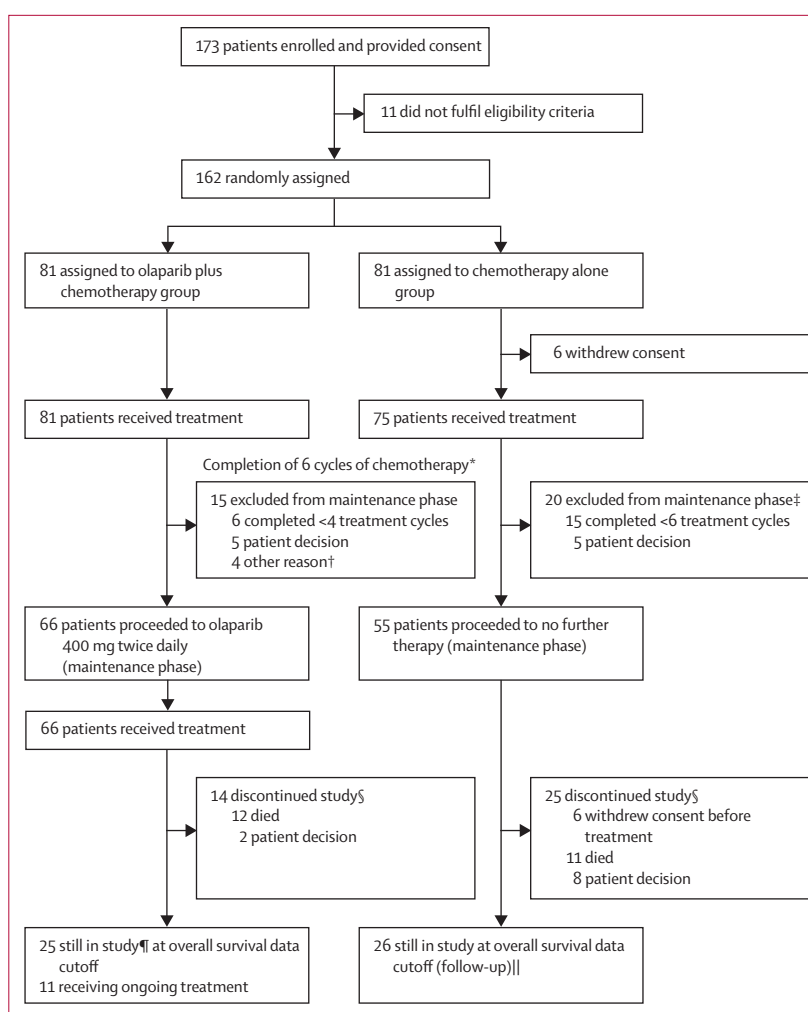 173 patients enrolled and provided consent
11 did not fulfil eligibility criteria
162 randomly assigned
81 assigned to olaparib plus
chemotherapy group
81 assigned to chemotherapy alone
group
6 withdrew consent
81 patients received treatment
75 patients received treatment
Completion of 6 cycles of chemotherapy*
15 excluded from maintenance phase
6 completed <4 treatment cycles
5 patient decision
4 other reason†
20 excluded from maintenance phase‡
15 completed <6 treatment cycles
5 patient decision
66 patients proceeded to olaparib
400 mg twice daily
(maintenance phase)
55 patients proceeded to no further
therapy (maintenance phase)
66 patients received treatment
14 discontinued study§
12 died
2 patient decision
25 discontinued study§
6 withdrew consent before
treatment
11 died
8 patient decision
25 still in study¶ at overall survival data
cutoff
11 receiving ongoing treatment
26 still in study at overall survival data
cutoff (follow-up)||